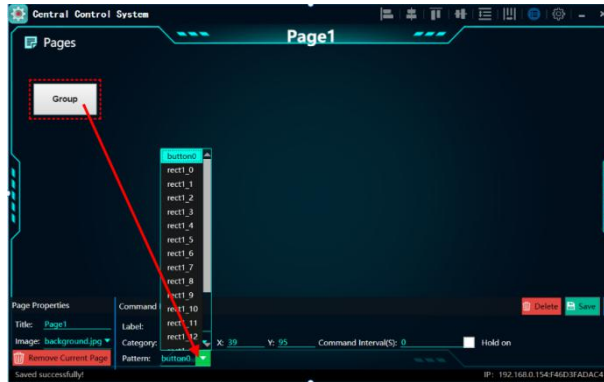 Central Control System
Page1
Pages
Group
button0
rect1_0
rect1_1
rect1_2
rect1_3
rect1_4
rect1_5
rect1_6
rect1_7
rect1_8
rect1_9
rect1_10
rect1_11
rect1_12
Page Properties
Command
Delete
Save
Title: Page1
Label:
Image: background.jpg
Category:
X: 39
Y: 95
Command Interval(S): 0
Hold on
Remove Current Page
Pattern: button0
Saved successfully!
IP: 192.168.0.154:F46D3FADAC4